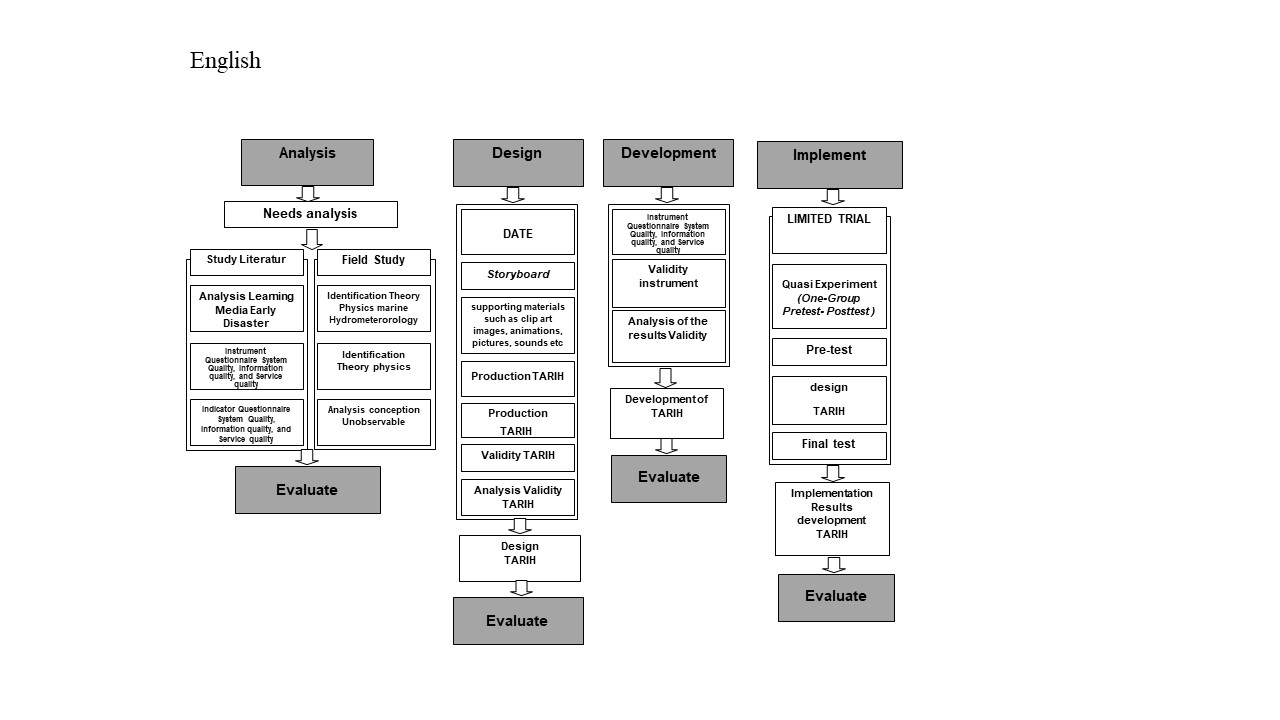 English
Analysis
Needs analysis
Study Literatur
Analysis Learning
Media Early
Disaster
Instrument
Questionnaire System
Quality, Information
quality, and Service
quality
Indicator Questionnaire
System Quality,
Information quality, and
Service quality
Field Study
Identification Theory
Physics marine
Hydrometerorology
Identification
Theory physics
Analysis conception
Unobservable
Evaluate
Design
DATE
Storyboard
supporting materials
such as clip art
images, animations,
pictures, sounds etc
Production TARIH
Production
TARIH
Validity TARIH
Analysis Validity
TARIH
Design
TARIH
Evaluate
Development
Instrument
Questionnaire System
Quality, Information
quality, and Service
quality
Validity
instrument
Analysis of the
results Validity
Development of
TARIH
Evaluate
Implement
LIMITED TRIAL
Quasi Experiment
(One-Group
Pretest- Posttest)
Pre-test
design
TARIH
Final test
Implementation
Results
development
TARIH
Evaluate